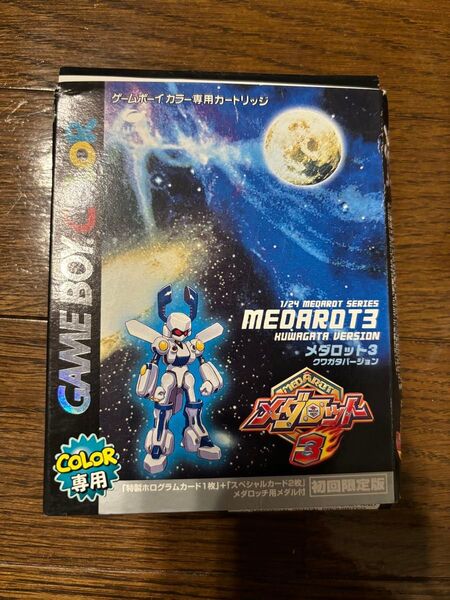 ゲームボーイ カラー専用カートリッジ
GAME BOY COLOR
1/24 MEDAROT SERIES
MEDAROT3
KUWAGATA VERSION
メダロット3
クワガタバージョン
MEDAROT
メダロット
3
COLOR
専用
「特製ホログラムカード1枚」+「スペシャルカード2枚」
メダロッチ用メダル付
初回限定版